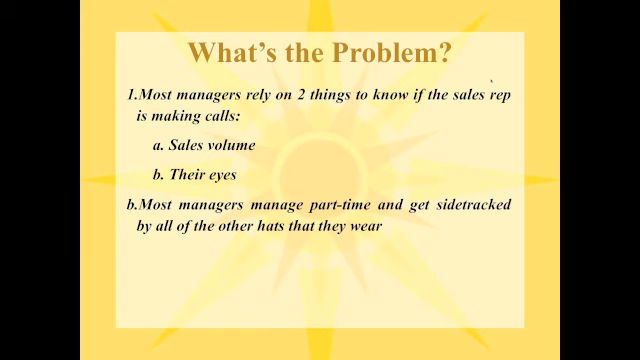 What's the Problem?
1.Most managers rely on 2 things to know if the sales rep
is making calls:
a. Sales volume
b. Their eyes
b.Most managers manage part-time and get sidetracked
by all of the other hats that they wear